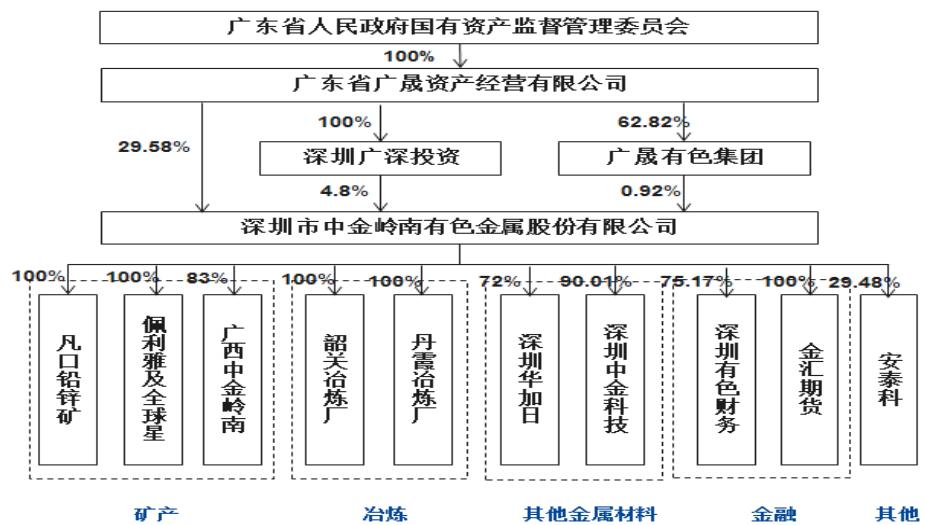 广东省人民政府国有资产监督管理委员会
100%
广东省广晟资产经营有限公司
29.58%
100%
62.82%
深圳广深投资
广晟有色集团
4.8%
0.92%
深圳市中金岭南有色金属股份有限公司
100%
100%
83%
100%
100%
72%
90.01%
75.17%
100%
29.48%
凡口铅锌矿
佩利雅及全球星
广西中金岭南
韶关冶炼厂
丹霞冶炼厂
深圳华加日
深圳中金科技
深圳有色财务
金汇期货
安泰科
矿产
冶炼
其他金属材料
金融
其他